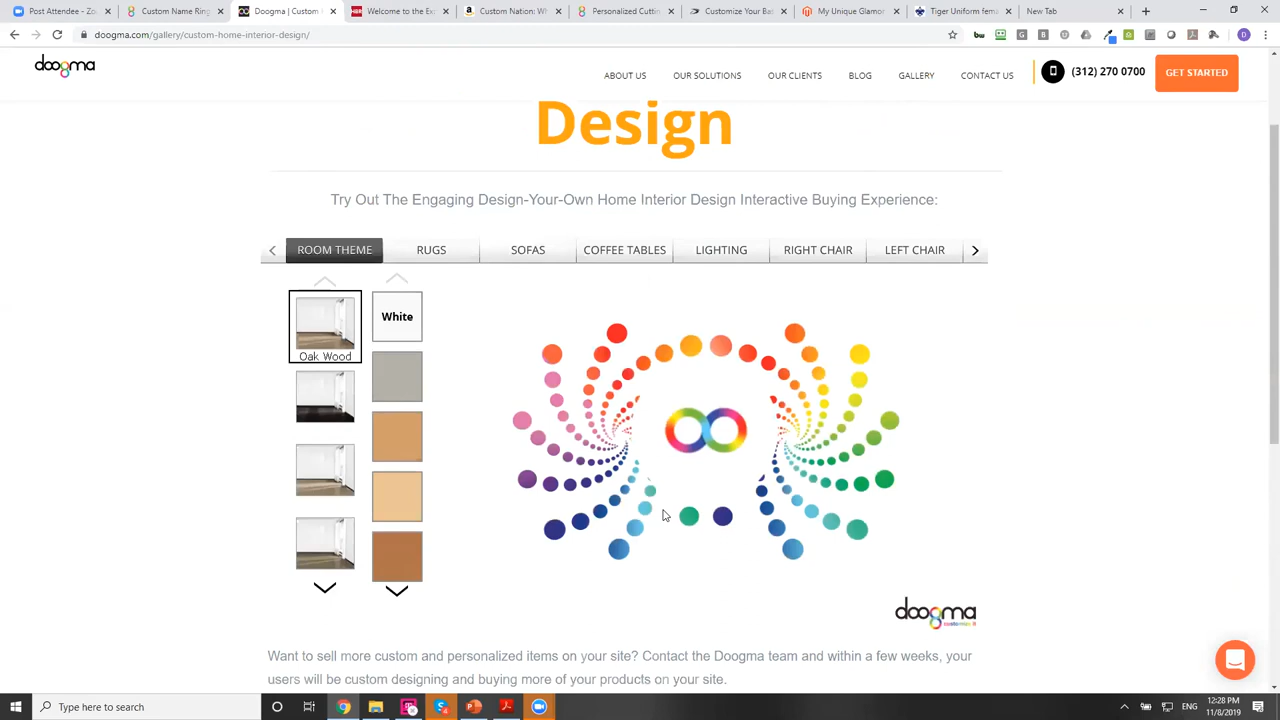 Post Attendee - Zo
Custom Name Ring
Doogma | Custom
Welcome to the Exp
Custom Nation: Wh
Personalized Cuttin
Customize Your Bas
My Unique Glamor
Tiger Uniform fema
New Tab
doogma.com/gallery/custom-home-interior-design/
doogma
ABOUT US
OUR SOLUTIONS
OUR CLIENTS
BLOG
GALLERY
CONTACT US
(312) 270 0700
GET STARTED
Design
Try Out The Engaging Design-Your-Own Home Interior Design Interactive Buying Experience:
ROOM THEME
RUGS
SOFAS
COFFEE TABLES
LIGHTING
RIGHT CHAIR
LEFT CHAIR
White
Oak Wood
doogma
customize it
Want to sell more custom and personalized items on your site? Contact the Doogma team and within a few weeks, your
users will be custom designing and buying more of your products on your site.
Type here to search
ENG
12:28 PM
11/8/2019